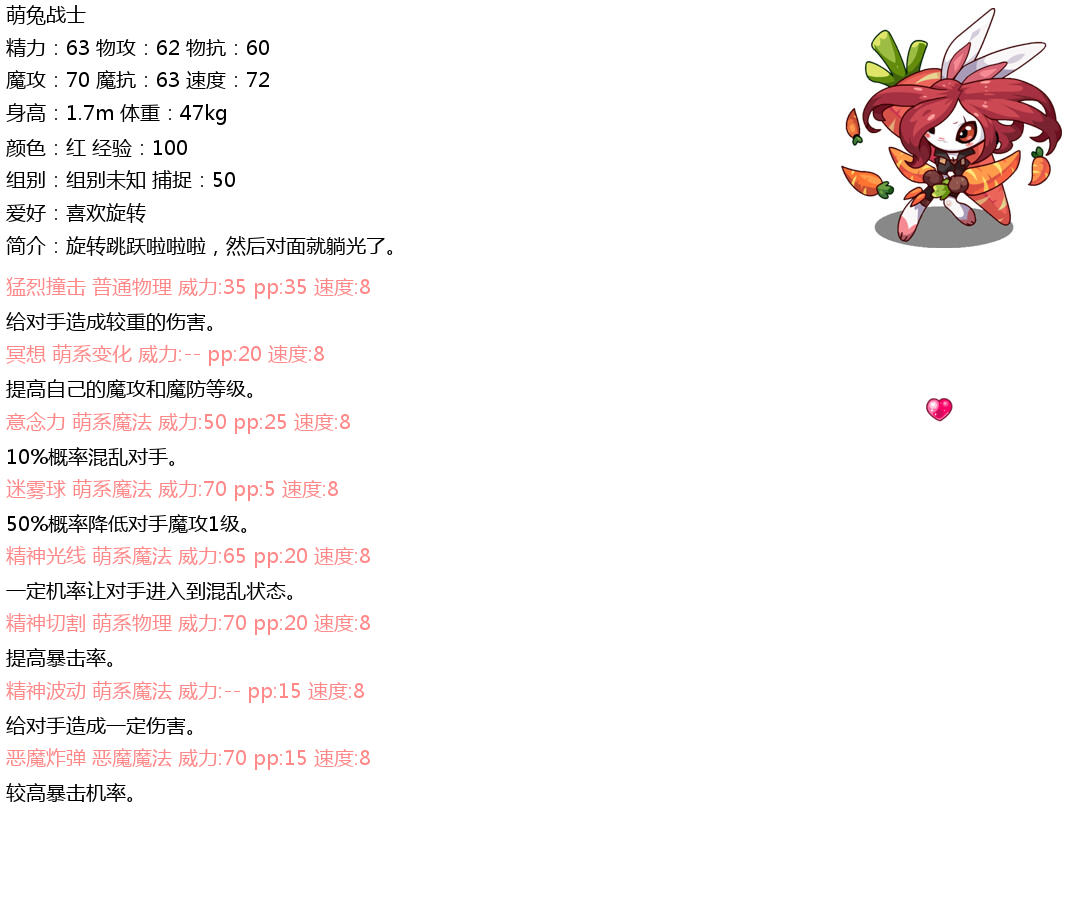 萌兔战士
精力：63 物攻：62 物抗：60
魔攻：70 魔抗：63 速度：72
身高：1.7m 体重：47kg
颜色：红 经验：100
组别：组别未知 捕捉：50
爱好：喜欢旋转
简介：旋转跳跃啦啦啦，然后对面就躺光了。
猛烈撞击 普通物理 威力:35 pp:35 速度:8
给对手造成较重的伤害。
冥想 萌系变化 威力:-- pp:20 速度:8
提高自己的魔攻和魔防等级。
意念力 萌系魔法 威力:50 pp:25 速度:8
10%概率混乱对手。
迷雾球 萌系魔法 威力:70 pp:5 速度:8
50%概率降低对手魔攻1级。
精神光线 萌系魔法 威力:65 pp:20 速度:8
一定机率让对手进入到混乱状态。
精神切割 萌系物理 威力:70 pp:20 速度:8
提高暴击率。
精神波动 萌系魔法 威力:-- pp:15 速度:8
给对手造成一定伤害。
恶魔炸弹 恶魔魔法 威力:70 pp:15 速度:8
较高暴击机率。